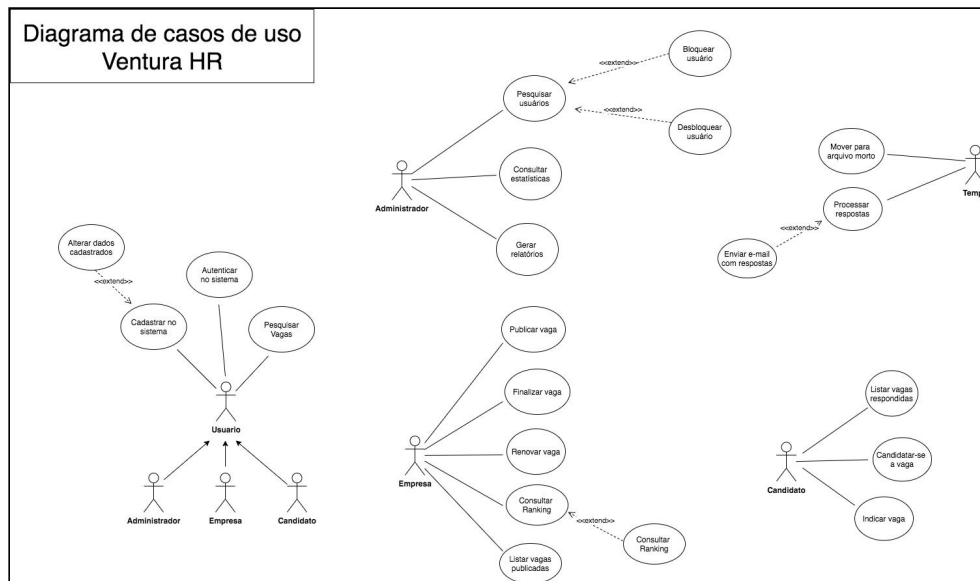 Diagrama de casos de uso
Ventura HR
Bloquear
usuário
<<extend>>
Pesquisar
usuários
<<extend>>
Desbloquear
usuário
Mover para
arquivo morto
Consultar
estatísticas
Administrador
Processar
respostas
<<extend>>
Enviar e-mail
com respostas
Gerar
relatórios
Alterar dados
cadastrados
<<extend>>
Autenticar
no sistema
Cadastrar no
sistema
Pesquisar
Vagas
Usuario
Administrador
Empresa
Candidato
Publicar vaga
Finalizar vaga
Renovar vaga
Empresa
Consultar
Ranking
<<extend>>
Consultar
Ranking
Listar vagas
publicadas
Listar vagas
respondidas
Candidatar-se
a vaga
Candidato
Indicar vaga